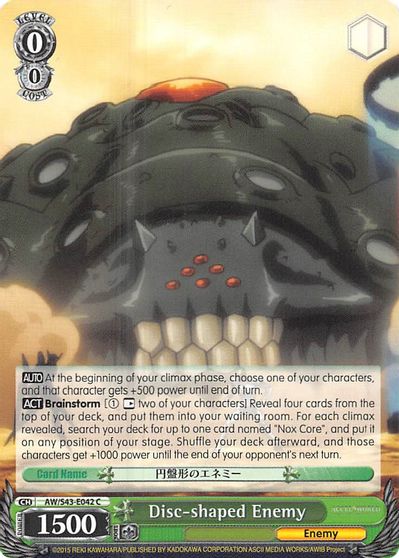 LEVEL
0
0
COST
AUTO At the beginning of your climax phase, choose one of your characters,
and that character gets +500 power until end of turn.
ACT Brainstorm [① two of your characters] Reveal four cards from the
top of your deck, and put them into your waiting room. For each climax
revealed, search your deck for up to one card named "Nox Core", and put it
on any position of your stage. Shuffle your deck afterward, and those
characters get +1000 power until the end of your opponent's next turn.
Card Name 円盤形のエネミー
CH AW/S43-E042 C
Disc-shaped Enemy
ACCEL WORLD
POWER 1500
Enemy
©2015 REKI KAWAHARA/PUBLISHED BY KADOKAWA CORPORATION ASCII MEDIA WORKS/AWIB Project